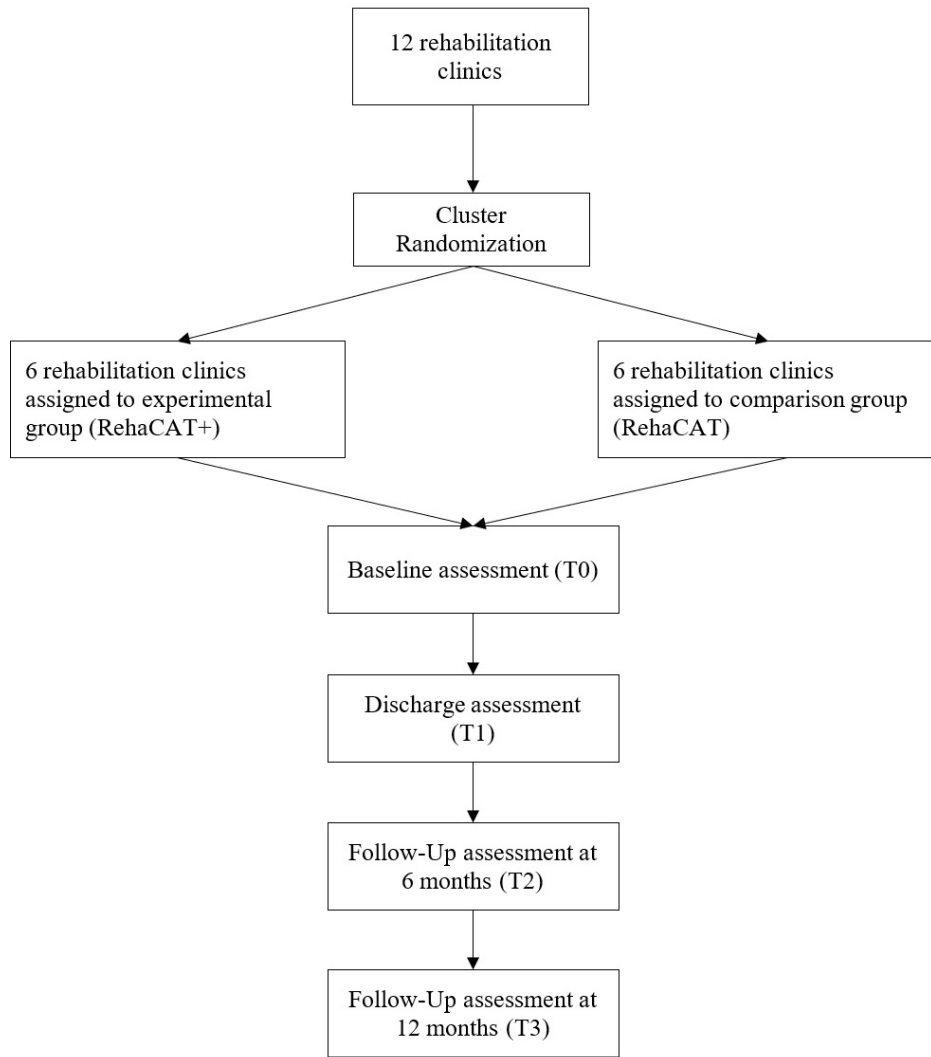 12 rehabilitation
clinics
Cluster
Randomization
6 rehabilitation clinics
assigned to experimental
group (RehaCAT+)
6 rehabilitation clinics
assigned to comparison group
(RehaCAT)
Baseline assessment (T0)
Discharge assessment
(T1)
Follow-Up assessment at
6 months (T2)
Follow-Up assessment at
12 months (T3)